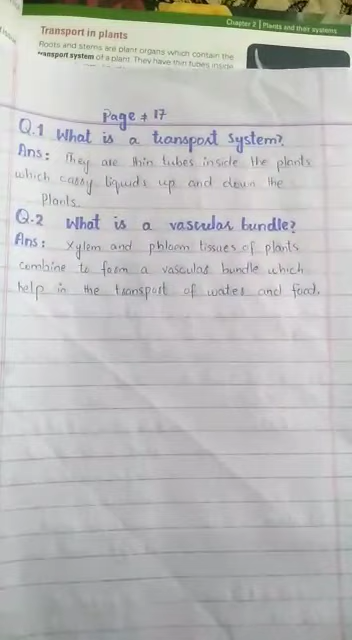 Chapter 2 | Plants and their systems
Transport in plants
Roots and stems are plant organs which contain the
transport system of a plant. They have thin tubes inside
Page # 17
Q.1 What is a transport system?
Ans: They are thin tubes inside the plants
which carry liquids up and down the
Plants.
Q.2 What is a vascular bundle?
Ans: Xylem and phloem tissues of plants
combine to form a vascular bundle which
help in the transport of water and food.